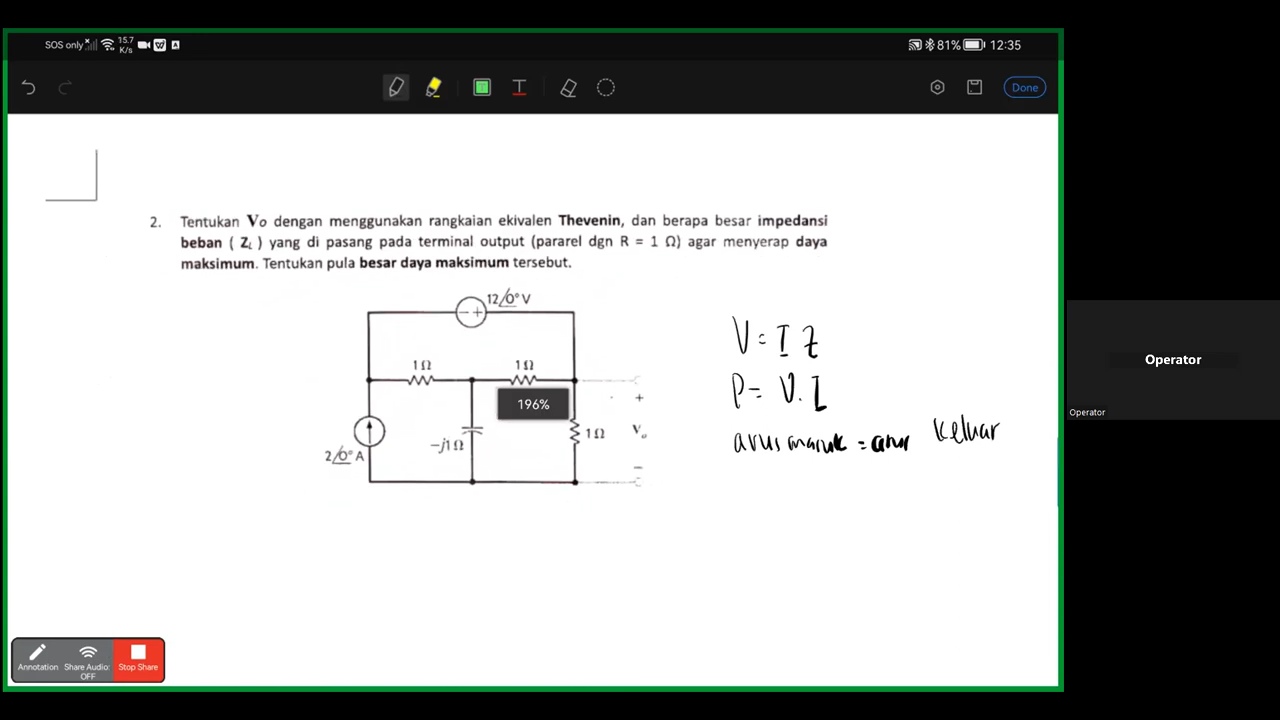 SOS only
15.7
K/s
W
A
81%
12:35
T
Done
2. Tentukan Vo dengan menggunakan rangkaian ekivalen Thevenin, dan berapa besar impedansi
beban ( ZL ) yang di pasang pada terminal output (pararel dgn R = 1 Ω) agar menyerap daya
maksimum. Tentukan pula besar daya maksimum tersebut.
12/0° V
- +
1 Ω
1 Ω
196%
+
Vo
−
1 Ω
−j1 Ω
2/0° A
V = I Z
P = V . I
arus masuk = arus keluar
Operator
Operator
Annotation
Share Audio:
OFF
Stop Share